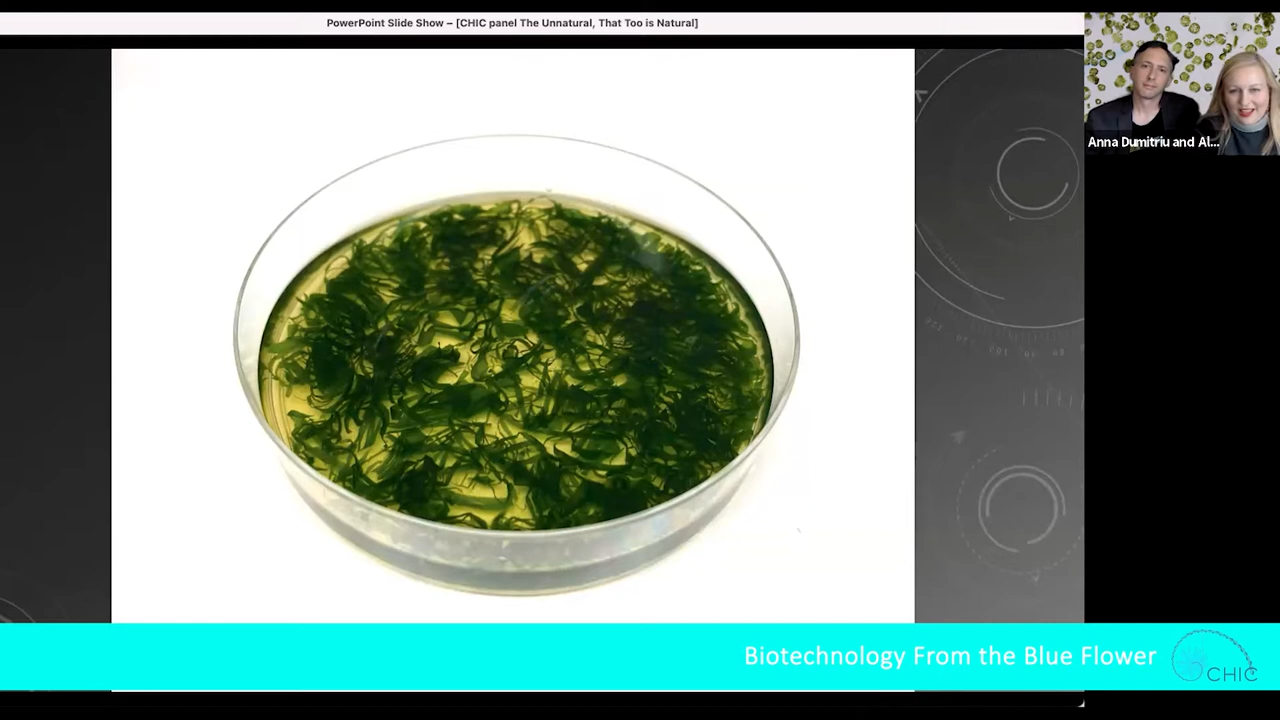 PowerPoint Slide Show – [CHIC panel The Unnatural, That Too is Natural]
Anna Dumitriu and Al...
Biotechnology From the Blue Flower
CHIC